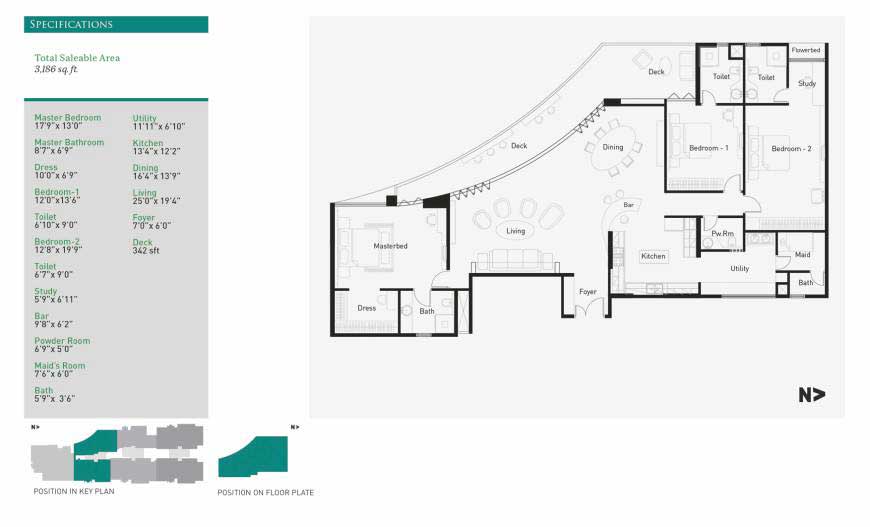 SPECIFICATIONS
Total Saleable Area
3,186 sq.ft.
Master Bedroom
17'9"x 13'0"
Master Bathroom
8'7"x 6'9"
Dress
10'0"x 6'9"
Bedroom-1
12'0"x13'6"
Toilet
6'10"x 9'0"
Bedroom-2
12'8"x 19'9"
Toilet
6'7"x 9'0"
Study
5'9"x 6'11"
Bar
9'8"x 6'2"
Powder Room
6'9"x 5'0"
Maid's Room
7'6"x 6'0"
Bath
5'9"x 3'6"
Utility
11'11"x 6'10"
Kitchen
13'4"x 12'2"
Dining
16'4"x 13'9"
Living
25'0"x 19'4"
Foyer
7'0"x 6'0"
Deck
342 sft
Flowerbed
Deck
Toilet
Toilet
Study
Deck
Dining
Bedroom - 1
Bedroom - 2
Bar
Living
Pw.Rm
Masterbed
Kitchen
Maid
Utility
Bath
Foyer
Dress
Bath
N>
N>
POSITION IN KEY PLAN
N>
POSITION ON FLOOR PLATE